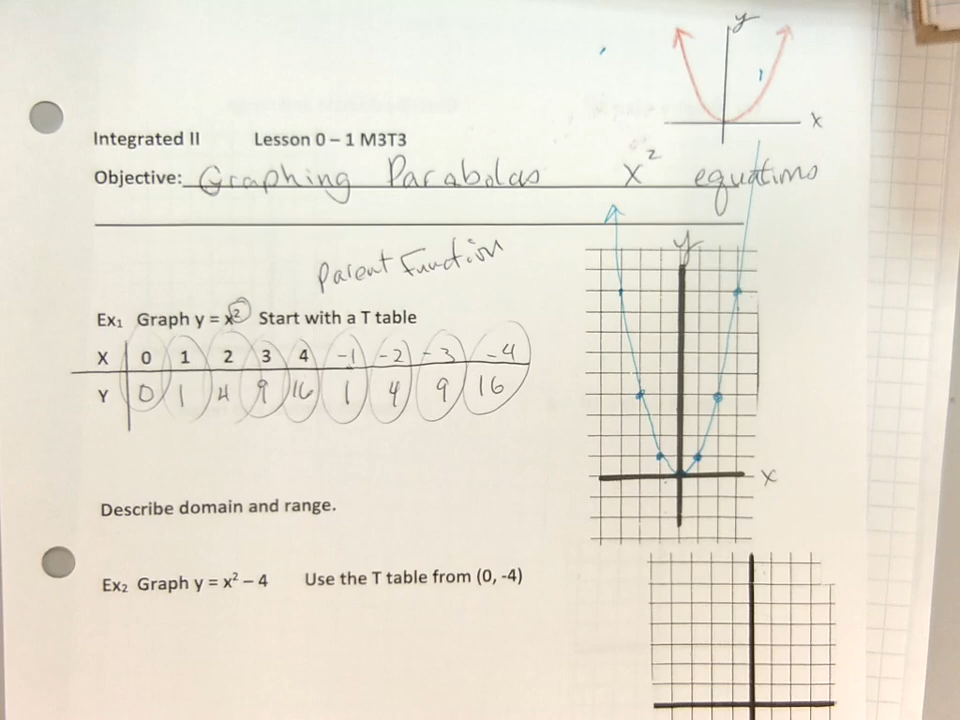 y
x
Integrated II Lesson 0 – 1 M3T3
Objective: Graphing Parabolas x² equations
Parent Function
y
Ex₁ Graph y = x² Start with a T table
X 0 1 2 3 4 -1 -2 -3 -4
Y 0 1 4 9 16 1 4 9 16
x
Describe domain and range.
Ex₂ Graph y = x² – 4 Use the T table from (0, -4)